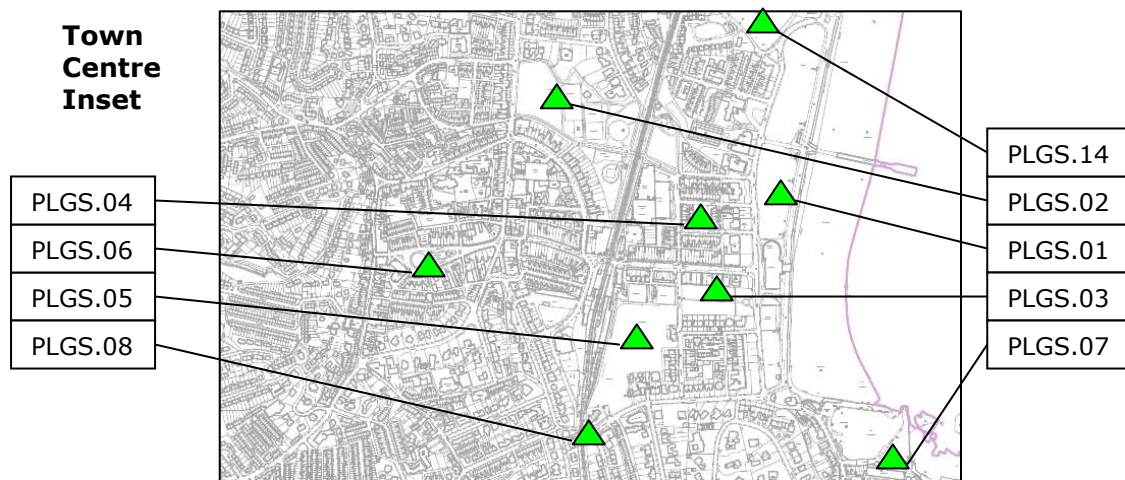 Town
Centre
Inset
PLGS.04
PLGS.06
PLGS.05
PLGS.08
PLGS.14
PLGS.02
PLGS.01
PLGS.03
PLGS.07